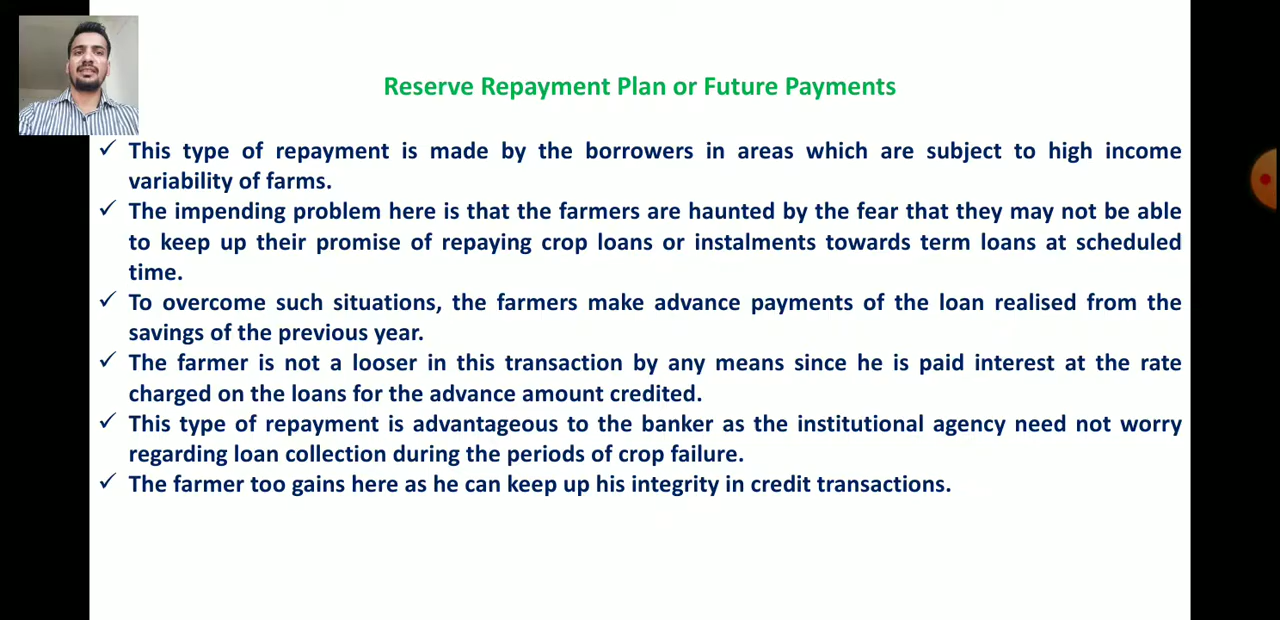 Reserve Repayment Plan or Future Payments
✓ This type of repayment is made by the borrowers in areas which are subject to high income
variability of farms.
✓ The impending problem here is that the farmers are haunted by the fear that they may not be able
to keep up their promise of repaying crop loans or instalments towards term loans at scheduled
time.
✓ To overcome such situations, the farmers make advance payments of the loan realised from the
savings of the previous year.
✓ The farmer is not a looser in this transaction by any means since he is paid interest at the rate
charged on the loans for the advance amount credited.
✓ This type of repayment is advantageous to the banker as the institutional agency need not worry
regarding loan collection during the periods of crop failure.
✓ The farmer too gains here as he can keep up his integrity in credit transactions.